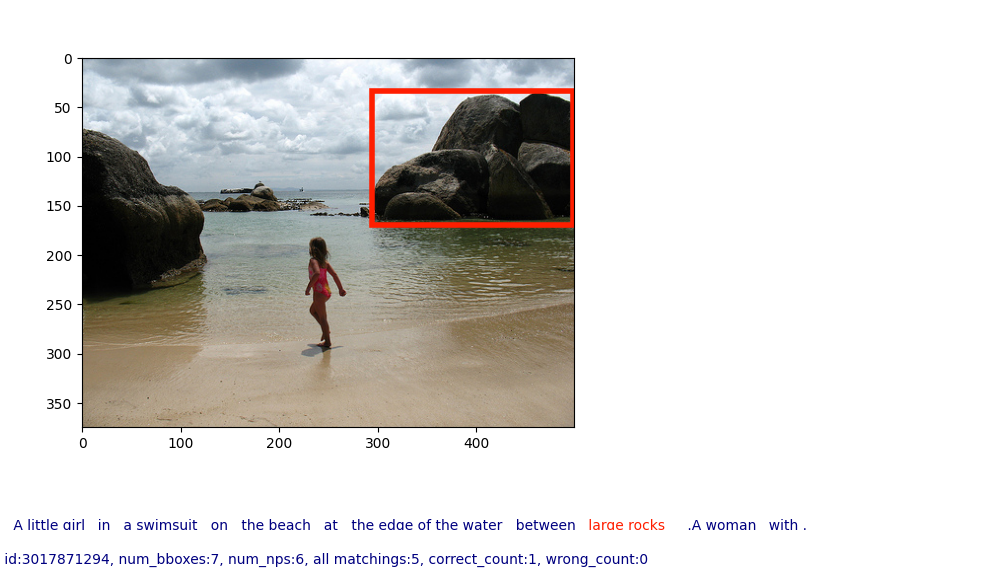 0
50
100
150
200
250
300
350
0 100 200 300 400
A little girl in a swimsuit on the beach at the edge of the water between large rocks .A woman with .
id:3017871294, num_bboxes:7, num_nps:6, all matchings:5, correct_count:1, wrong_count:0